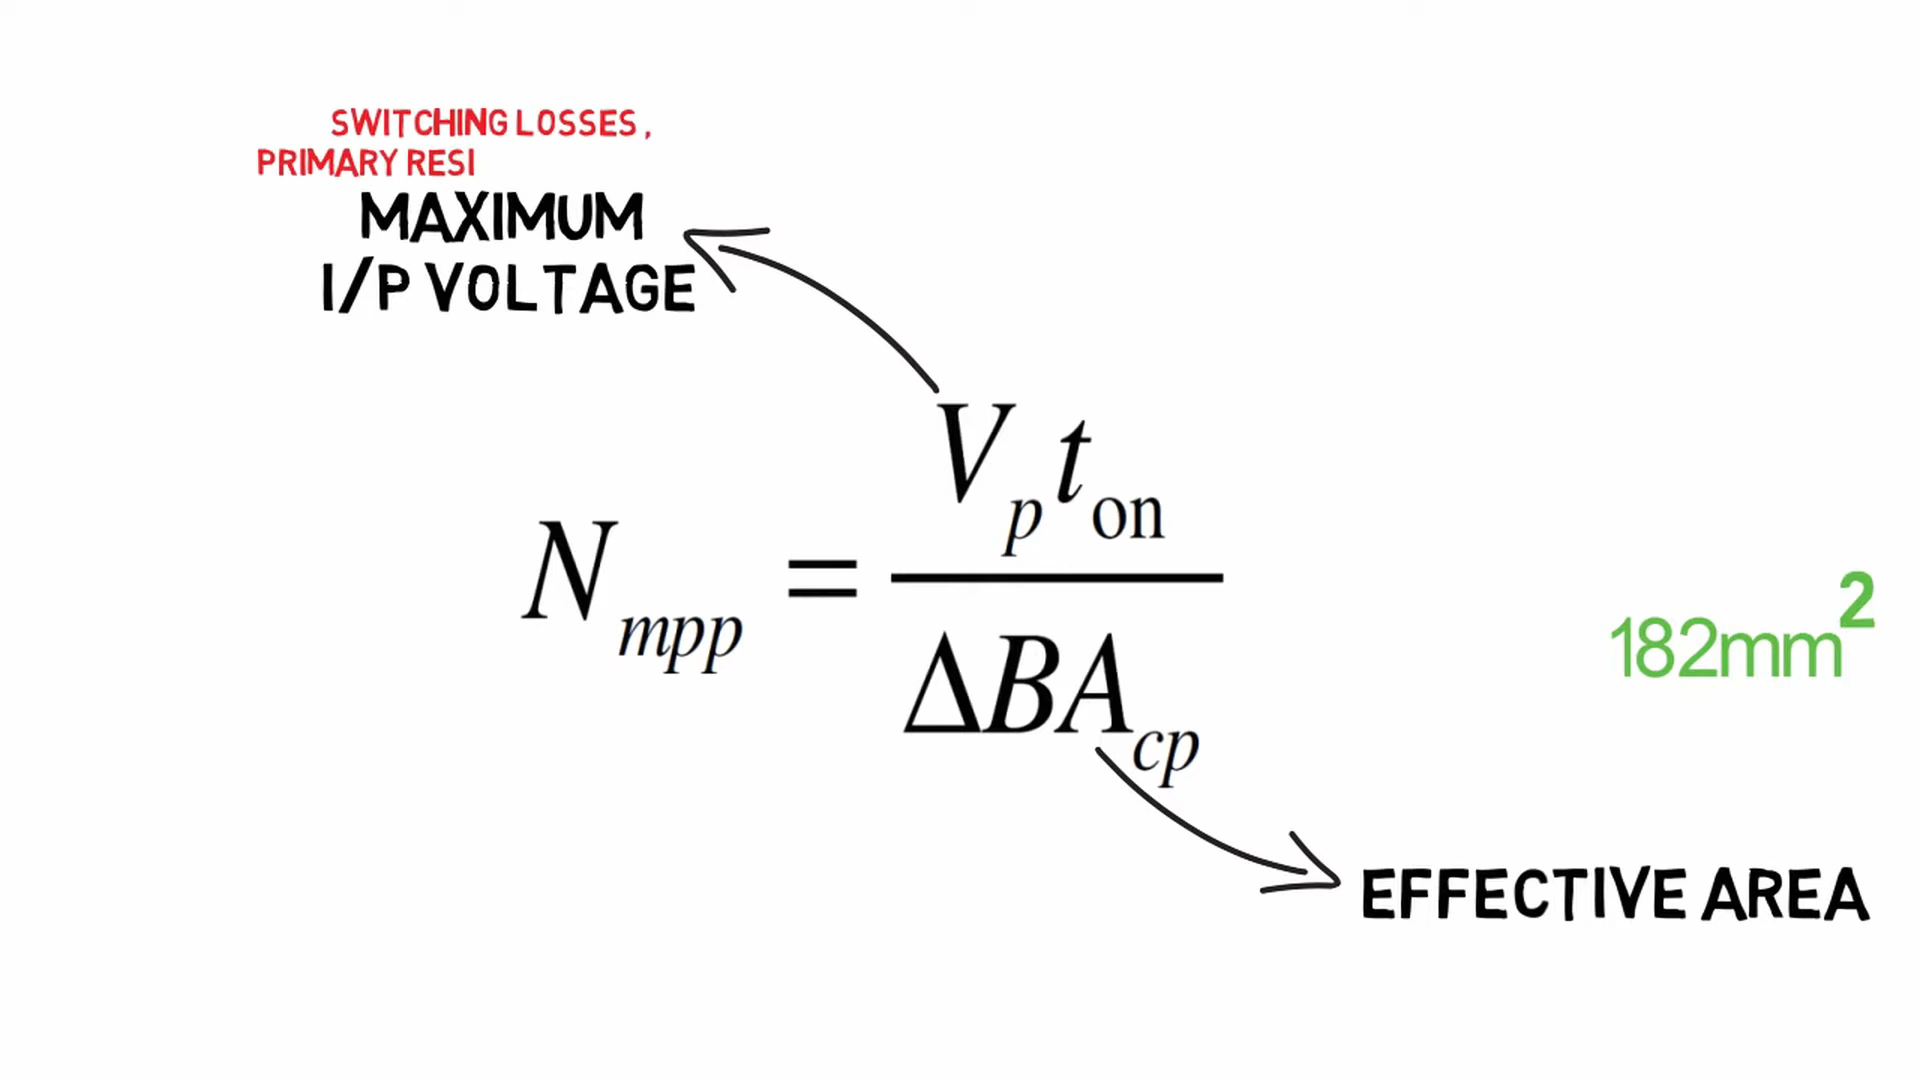 SWITCHING LOSSES,
PRIMARY RESI
MAXIMUM
I/P VOLTAGE
N_mpp = V_p t_on / ΔBA_cp
182mm²
EFFECTIVE AREA